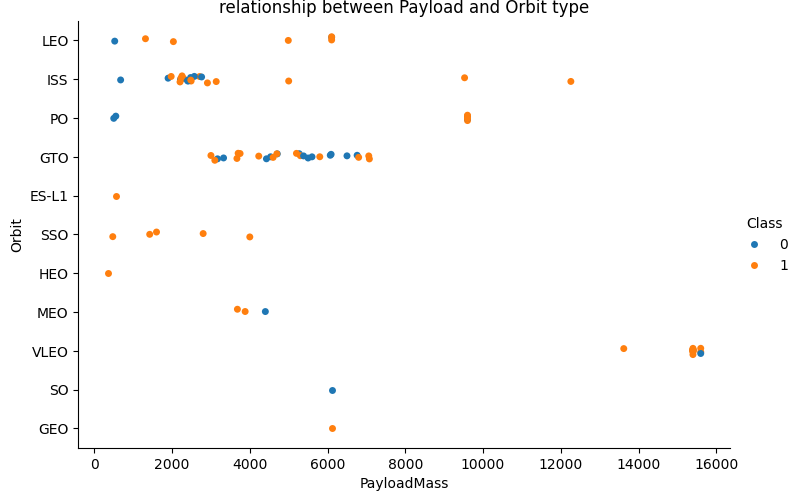 relationship between Payload and Orbit type
LEO
ISS
PO
GTO
ES-L1
SSO
HEO
MEO
VLEO
SO
GEO
Orbit
0 2000 4000 6000 8000 10000 12000 14000 16000
PayloadMass
Class
0
1